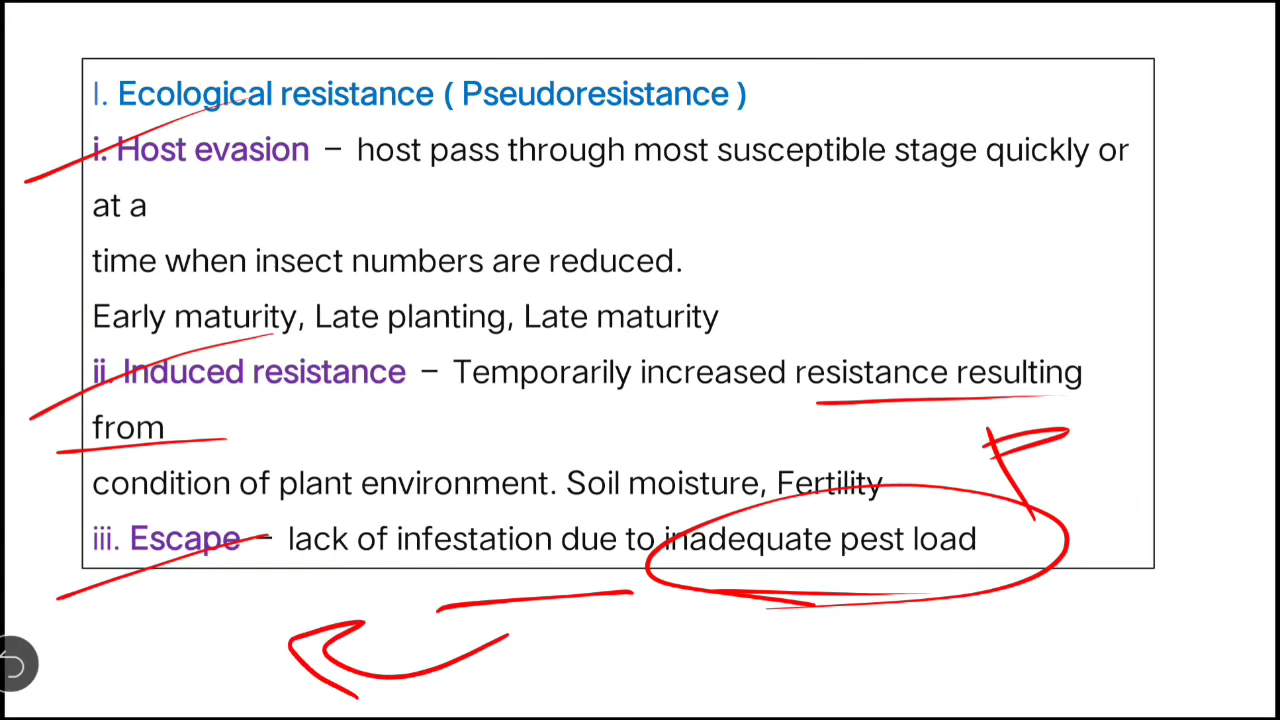 I. Ecological resistance ( Pseudoresistance )
i. Host evasion – host pass through most susceptible stage quickly or
at a
time when insect numbers are reduced.
Early maturity, Late planting, Late maturity
ii. Induced resistance – Temporarily increased resistance resulting
from
condition of plant environment. Soil moisture, Fertility
iii. Escape – lack of infestation due to inadequate pest load